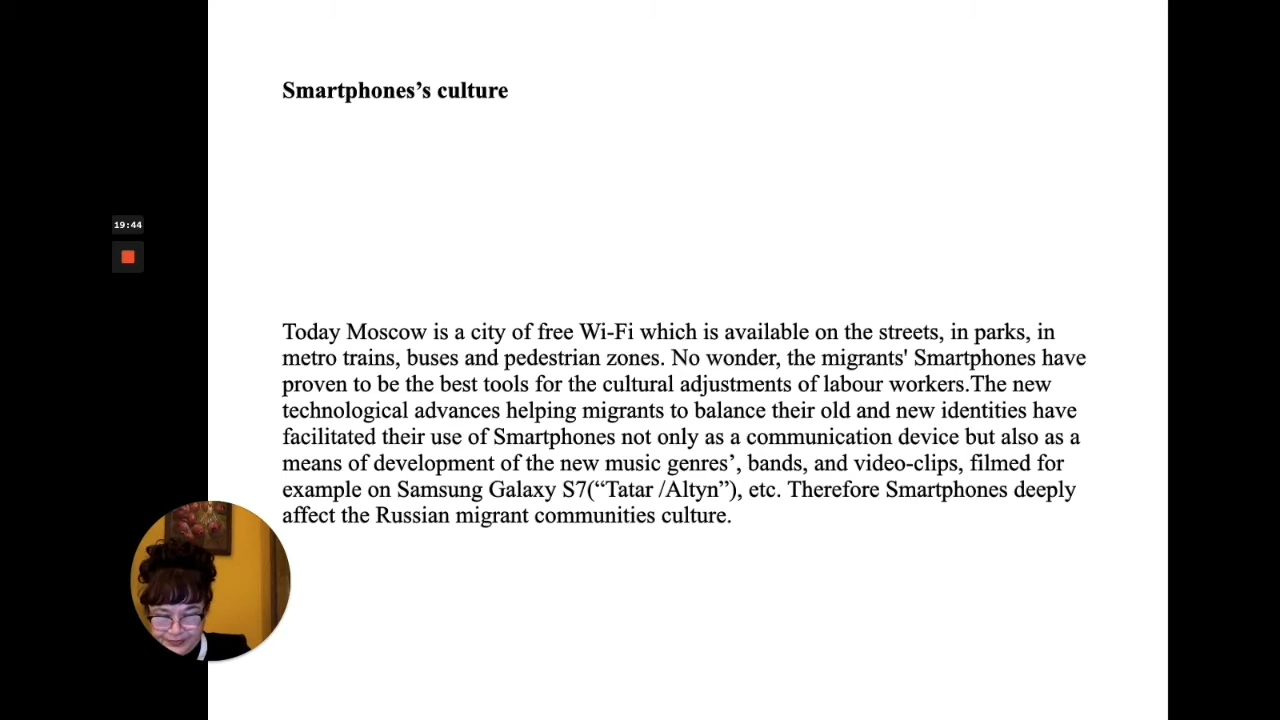 Smartphones’s culture
19:44
Today Moscow is a city of free Wi-Fi which is available on the streets, in parks, in
metro trains, buses and pedestrian zones. No wonder, the migrants' Smartphones have
proven to be the best tools for the cultural adjustments of labour workers.The new
technological advances helping migrants to balance their old and new identities have
facilitated their use of Smartphones not only as a communication device but also as a
means of development of the new music genres’, bands, and video-clips, filmed for
example on Samsung Galaxy S7(“Tatar /Altyn”), etc. Therefore Smartphones deeply
affect the Russian migrant communities culture.